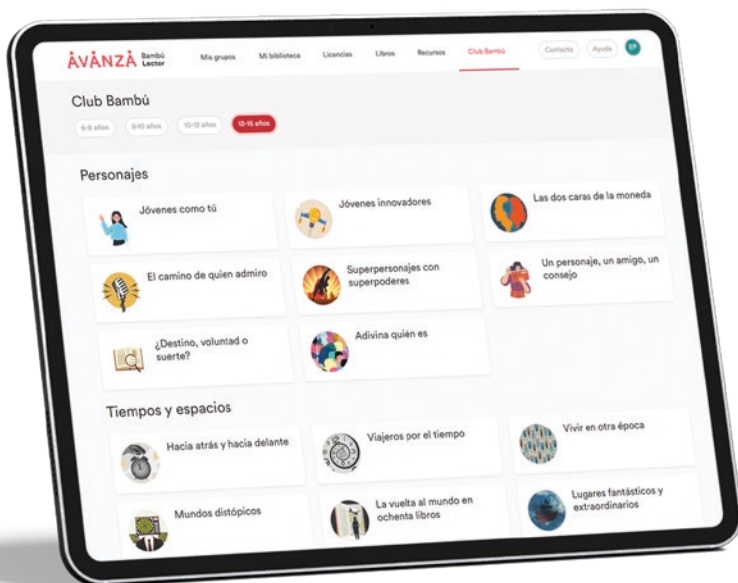 AVANZA Bambú Lector
Mis grupos
Mi biblioteca
Licencias
Libros
Recursos
Club Bambú
Contacto
Ayuda
EP
Club Bambú
6-8 años
8-10 años
10-12 años
12-15 años
Personajes
Jóvenes como tú
Jóvenes innovadores
Las dos caras de la moneda
El camino de quien admiro
Superpersonajes con
superpoderes
Un personaje, un amigo, un
consejo
¿Destino, voluntad o
suerte?
Adivina quién es
Tiempos y espacios
Hacia atrás y hacia delante
Viajeros por el tiempo
Vivir en otra época
Mundos distópicos
La vuelta al mundo en
ochenta libros
Lugares fantásticos y
extraordinarios